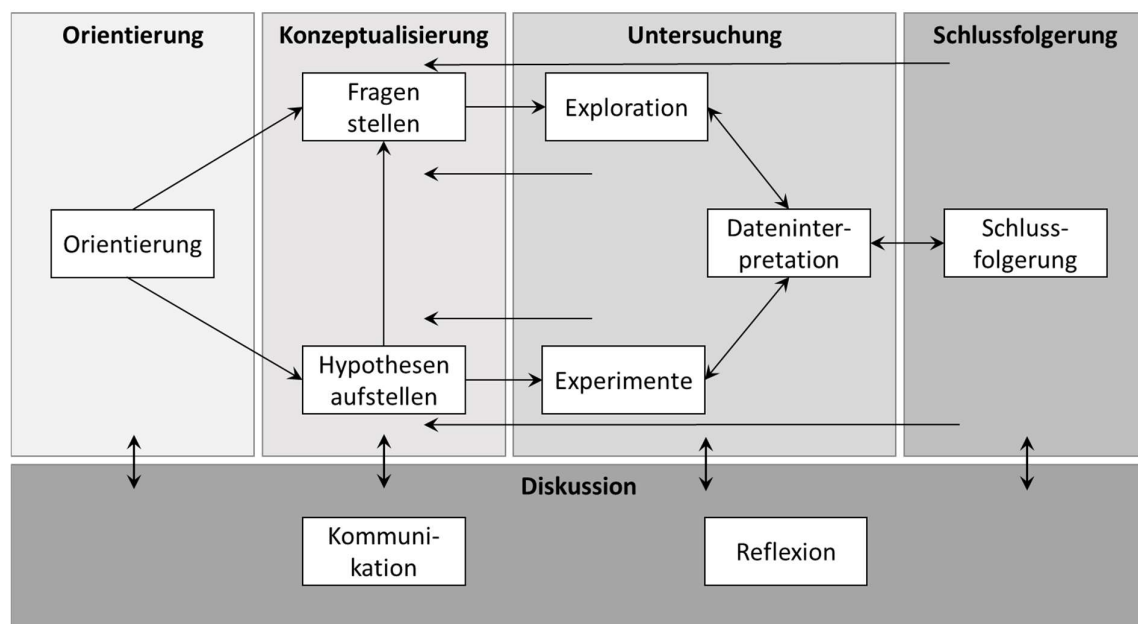 Orientierung
Konzeptualisierung
Untersuchung
Schlussfolgerung
Fragen
stellen
Exploration
Orientierung
Dateninter-
pretation
Schluss-
folgerung
Hypothesen
aufstellen
Experimente
Diskussion
Kommuni-
kation
Reflexion